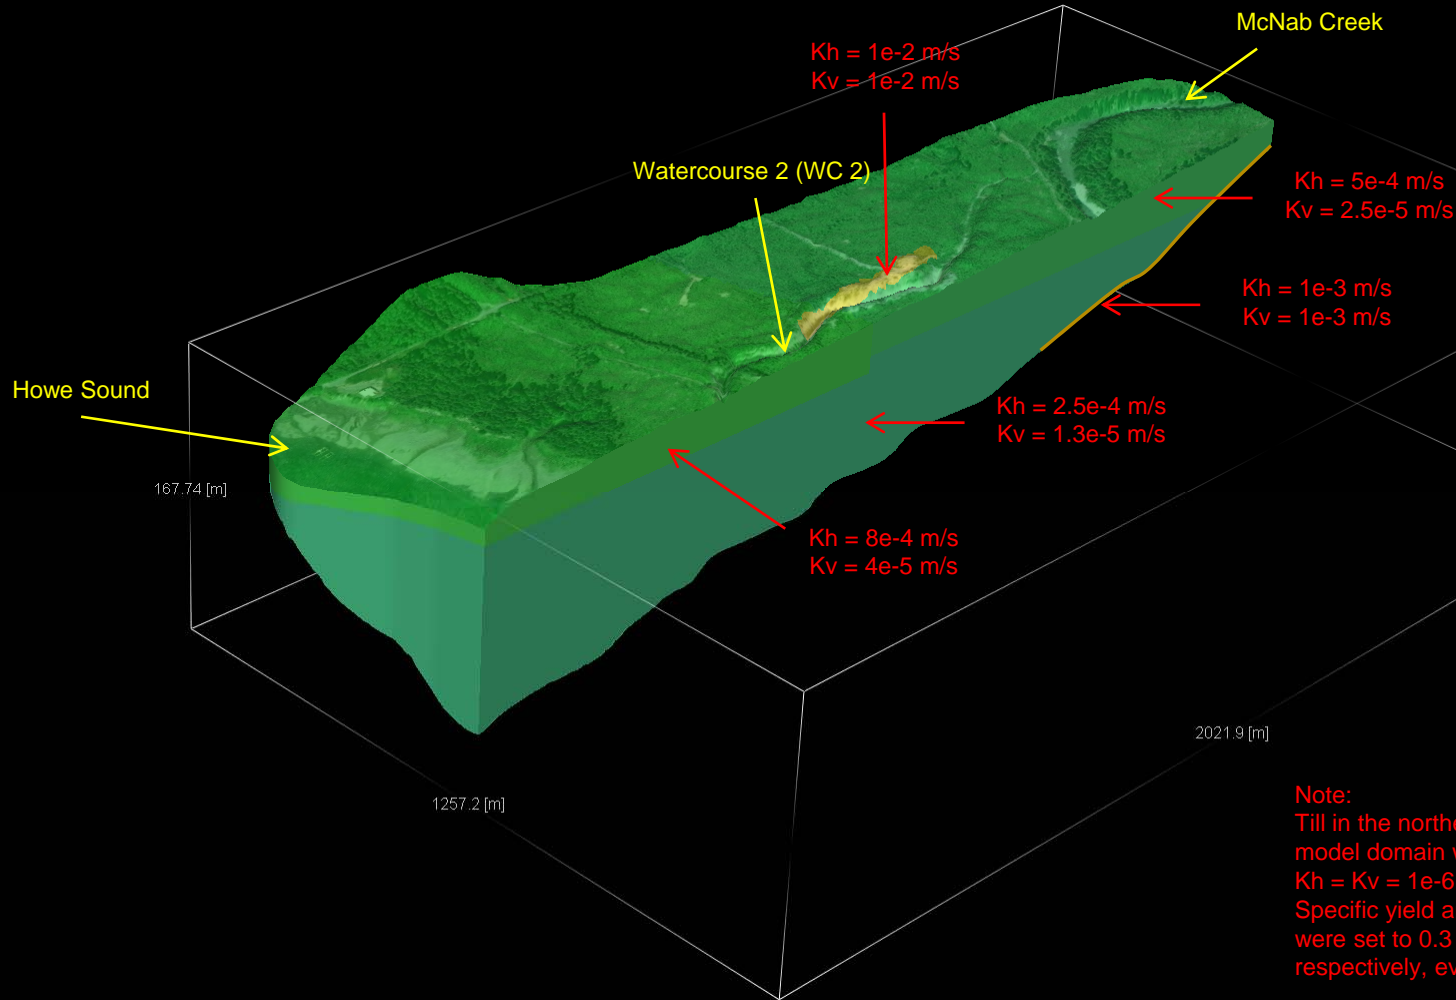 McNab Creek
Kh = 1e-2 m/s
Kv = 1e-2 m/s
Watercourse 2 (WC 2)
Kh = 5e-4 m/s
Kv = 2.5e-5 m/s
Kh = 1e-3 m/s
Kv = 1e-3 m/s
Howe Sound
Kh = 2.5e-4 m/s
Kv = 1.3e-5 m/s
167.74 [m]
Kh = 8e-4 m/s
Kv = 4e-5 m/s
2021.9 [m]
1257.2 [m]
Note:
Till in the
model domain
Kh = Kv = 1e-6
Specific yield
were set to 0.3
respectively,